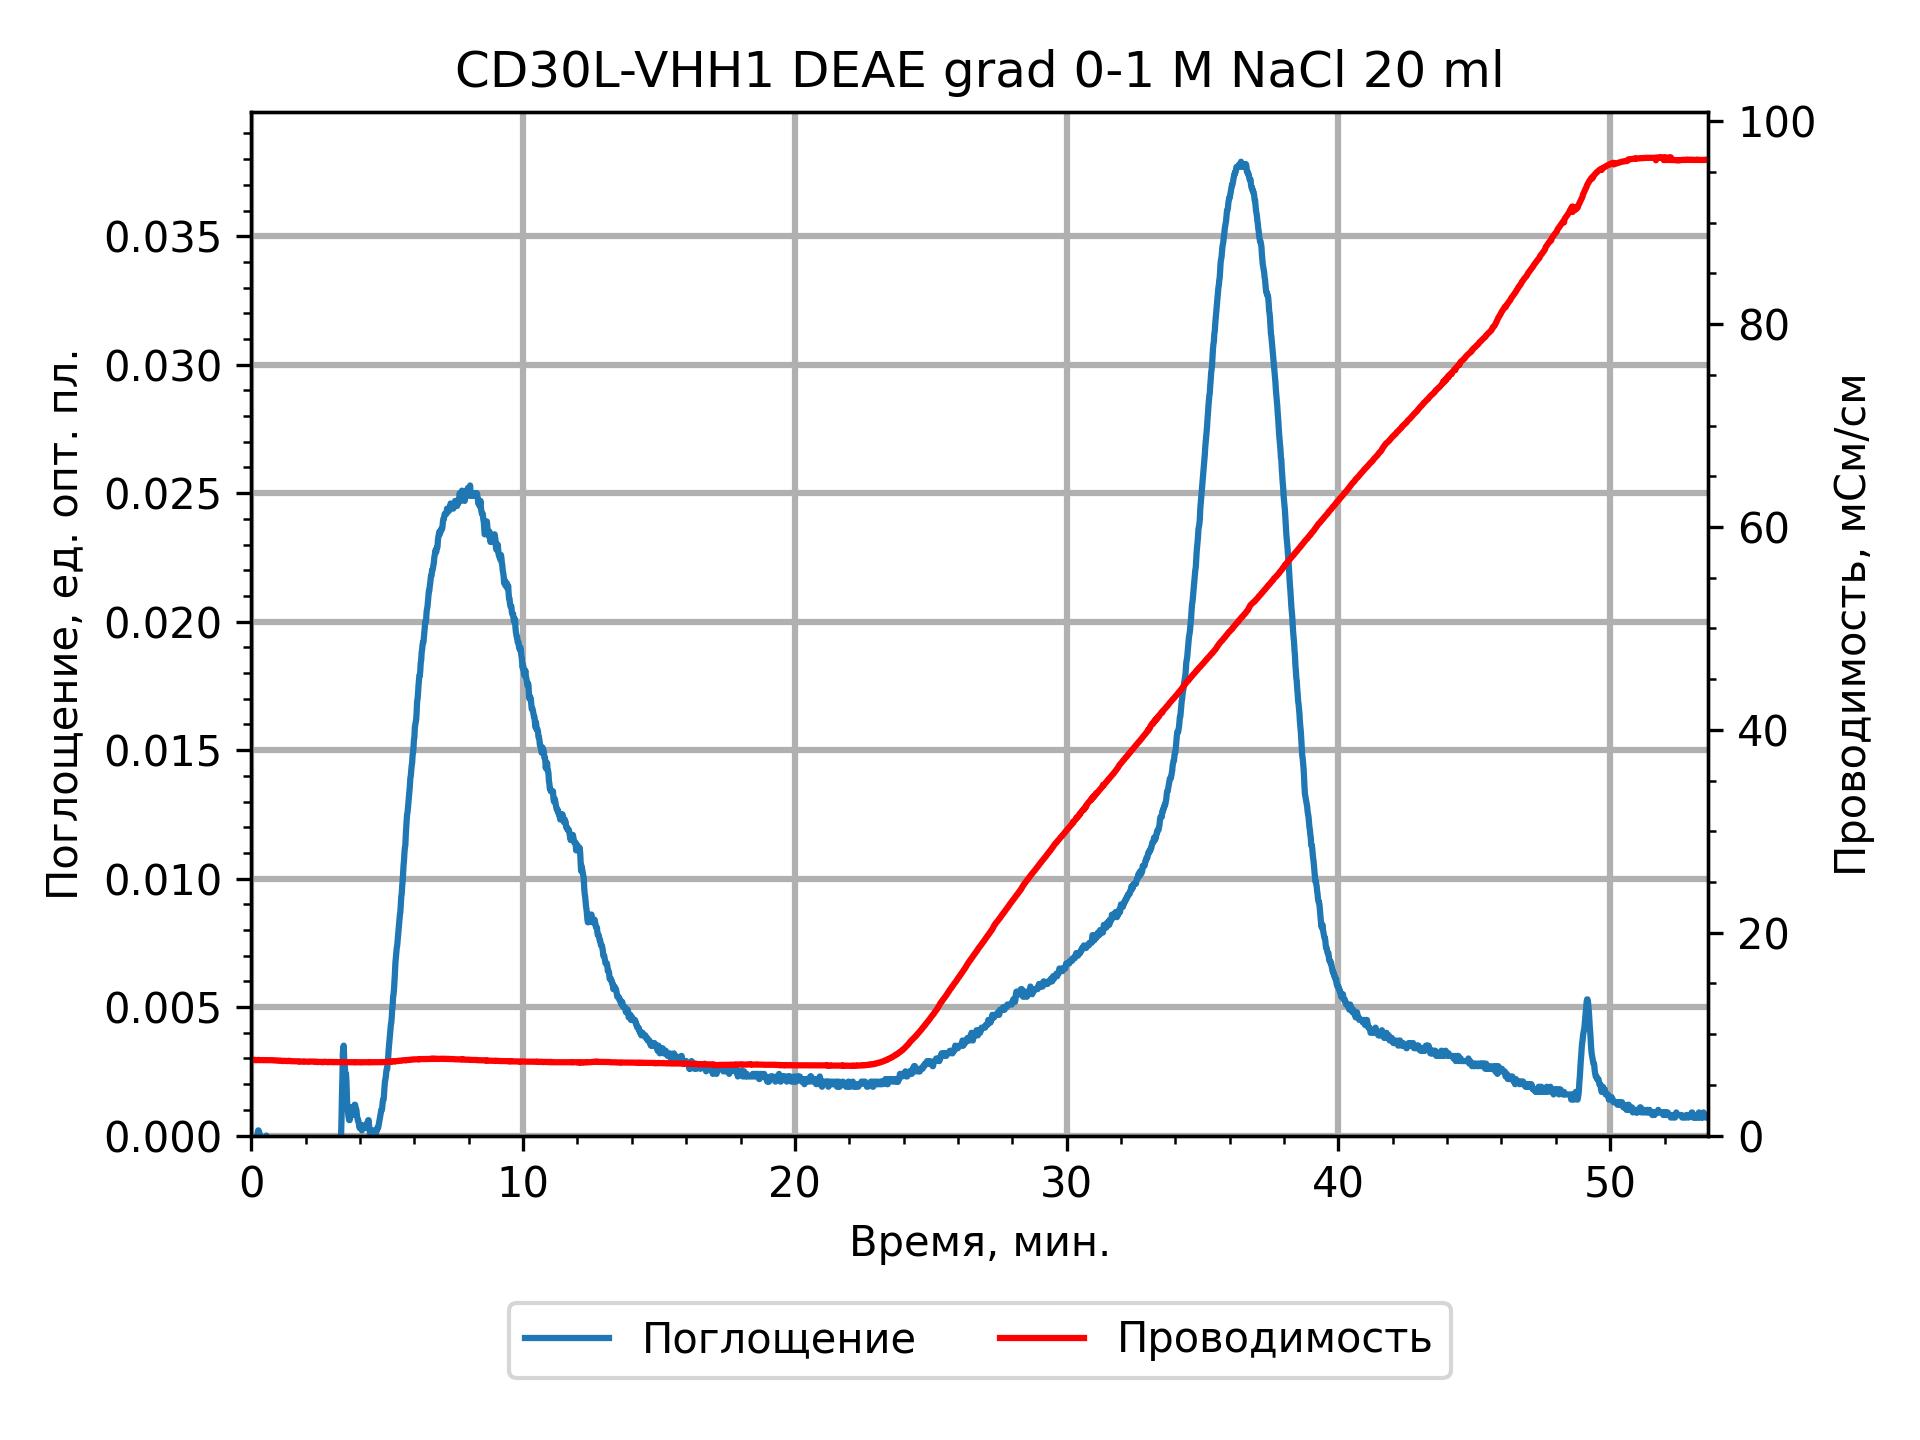 CD30L-VHH1 DEAE grad 0-1 M NaCl 20 ml
Поглощение, ед. опт. пл.
0.035
0.030
0.025
0.020
0.015
0.010
0.005
0.000
100
80
60
40
20
0
Проводимость, мСм/см
0 10 20 30 40 50
Время, мин.
Поглощение Проводимость